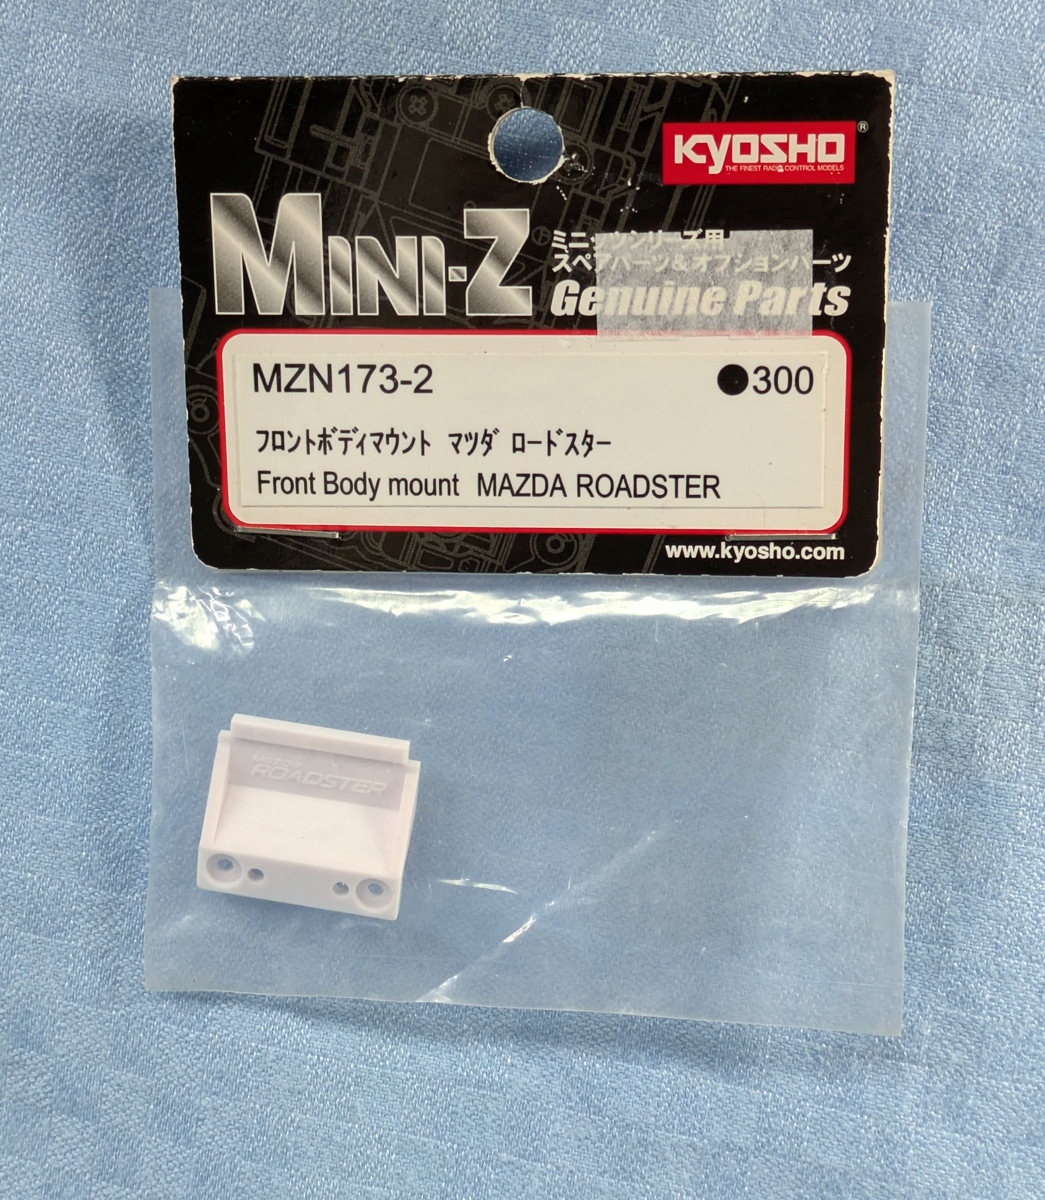 KYOSHO ®
THE FINEST RADIO CONTROL MODELS
MINI-Z
ミニッツシリーズ用
スペアパーツ&オプションパーツ
Genuine Parts
MZN173-2 ●300
フロントボディマウント マツダ ロードスター
Front Body mount MAZDA ROADSTER
www.kyosho.com
MAZDA
ROADSTER